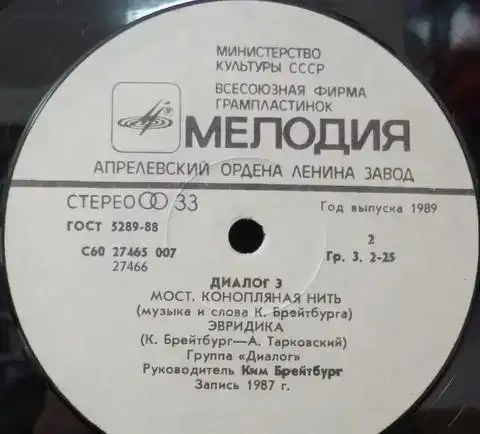 МИНИСТЕРСТВО
КУЛЬТУРЫ СССР
ВСЕСОЮЗНАЯ ФИРМА
ГРАМПЛАСТИНОК
МЕЛОДИЯ
АПРЕЛЕВСКИЙ ОРДЕНА ЛЕНИНА ЗАВОД
СТЕРЕО 33
Год выпуска 1989
ГОСТ 5289-88
С60 27465 007
2
27466
Гр. 3. 2-25
ДИАЛОГ 3
МОСТ. КОНОПЛЯНАЯ НИТЬ
(музыка и слова К. Брейтбурга)
ЭВРИДИКА
(К. Брейтбург—А. Тарковский)
Группа «Диалог»
Руководитель Ким Брейтбург
Запись 1987 г.